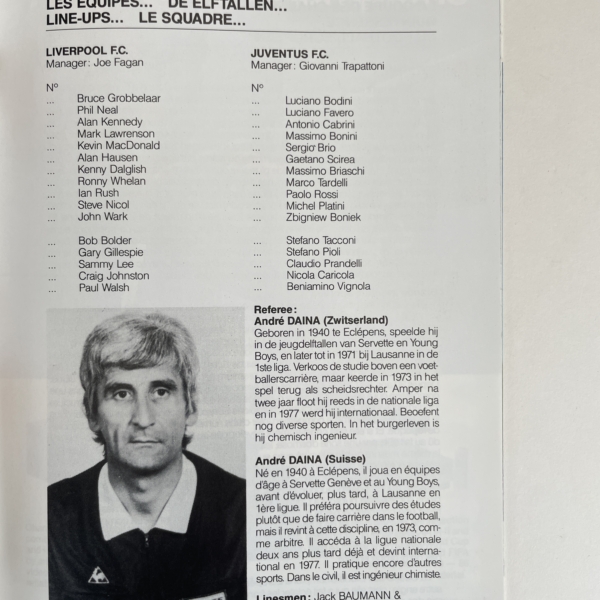 LES EQUIPES... DE ELFTALLEN...
LINE-UPS... LE SQUADRE...
LIVERPOOL F.C.
Manager: Joe Fagan
Nº
... Bruce Grobbelaar
... Phil Neal
... Alan Kennedy
... Mark Lawrenson
... Kevin MacDonald
... Alan Hausen
... Kenny Dalglish
... Ronny Whelan
... Ian Rush
... Steve Nicol
... John Wark
... Bob Bolder
... Gary Gillespie
... Sammy Lee
... Craig Johnston
... Paul Walsh
JUVENTUS F.C.
Manager: Giovanni Trapattoni
Nº
... Luciano Bodini
... Luciano Favero
... Antonio Cabrini
... Massimo Bonini
... Sergio Brio
... Gaetano Scirea
... Massimo Briaschi
... Marco Tardelli
... Paolo Rossi
... Michel Platini
... Zbigniew Boniek
... Stefano Tacconi
... Stefano Pioli
... Claudio Prandelli
... Nicola Caricola
... Beniamino Vignola
Referee:
André DAINA (Zwitserland)
Geboren in 1940 te Eclépens, speelde hij
in de jeugdelftallen van Servette en Young
Boys, en later tot in 1971 bij Lausanne in de
1ste liga. Verkoos de studie boven een voet-
ballerscarrière, maar keerde in 1973 in het
spel terug als scheidsrechter. Amper na
twee jaar floot hij reeds in de nationale liga
en in 1977 werd hij internationaal. Beoefent
nog diverse sporten. In het burgerleven is
hij chemisch ingenieur.
André DAINA (Suisse)
Né en 1940 à Eclépens, il joua en équipes
d'âge à Servette Genève et au Young Boys,
avant d'évoluer, plus tard, à Lausanne en
1ère ligue. Il préféra poursuivre des études
plutôt que de faire carrière dans le football,
mais il revint à cette discipline, en 1973, com-
me arbitre. Il accéda à la ligue nationale
deux ans plus tard déjà et devint interna-
tional en 1977. Il pratique encore d'autres
sports. Dans le civil, il est ingénieur chimiste.
Linesmen: Jack BAUMANN &